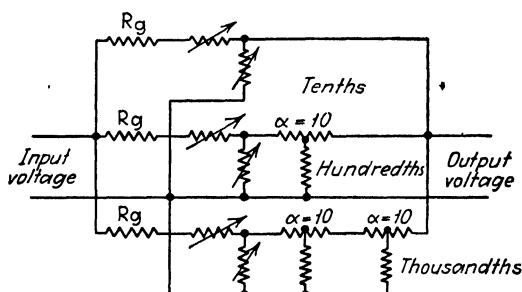 Rg
Tenths
Rg
α = 10
Input voltage
Hundredths
Output voltage
Rg
α=10
α=10
Thousandths